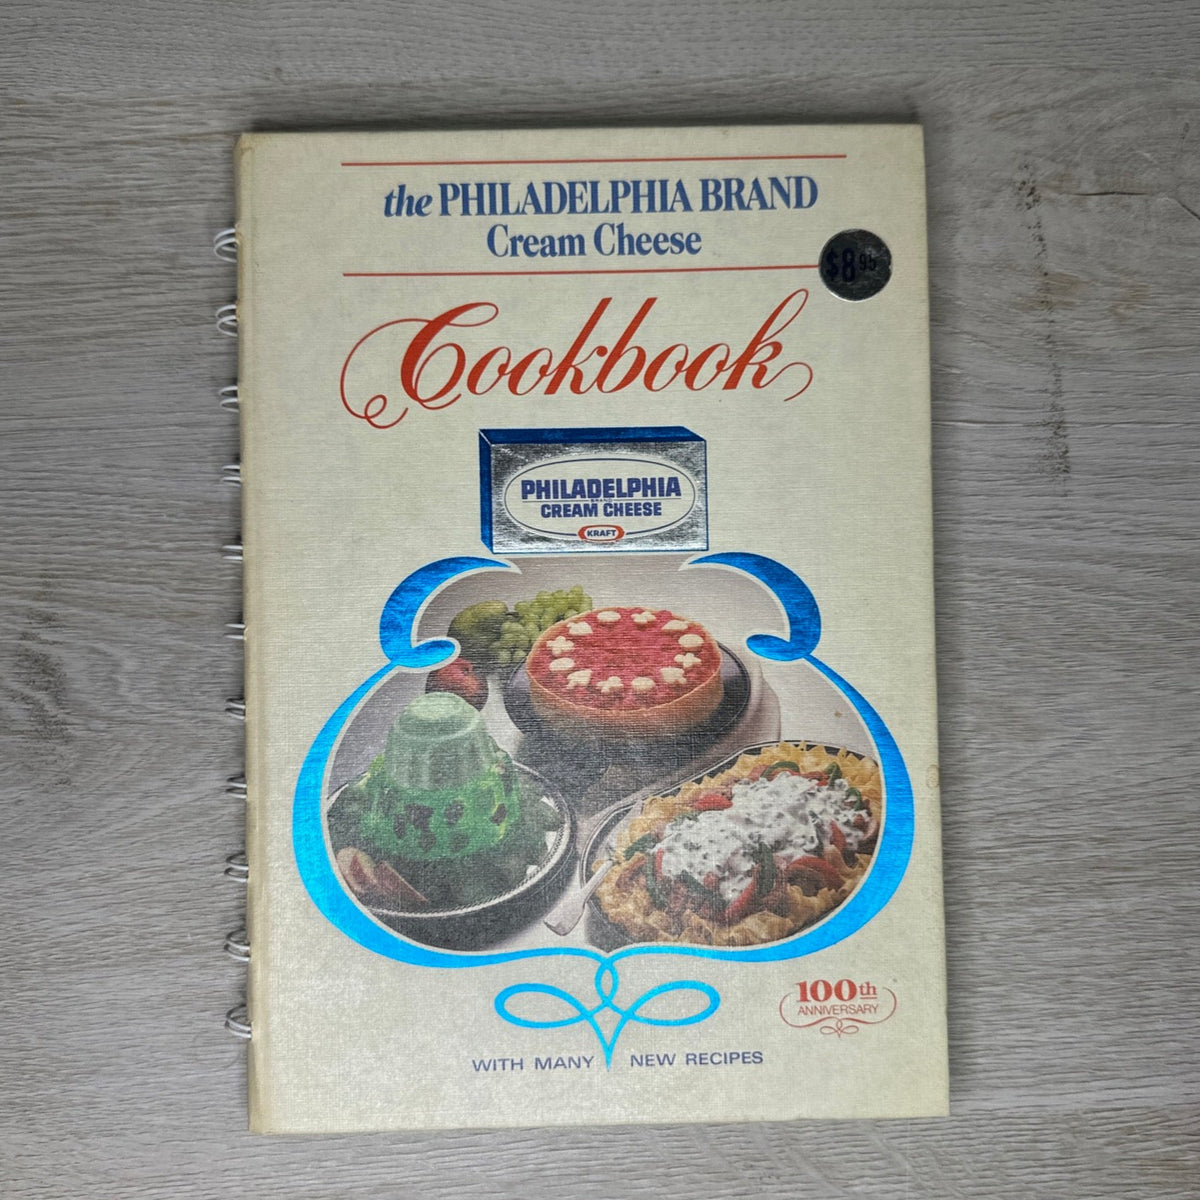 the PHILADELPHIA BRAND
Cream Cheese
$8.95
Cookbook
PHILADELPHIA
BRAND
CREAM CHEESE
KRAFT
100th
ANNIVERSARY
WITH MANY NEW RECIPES